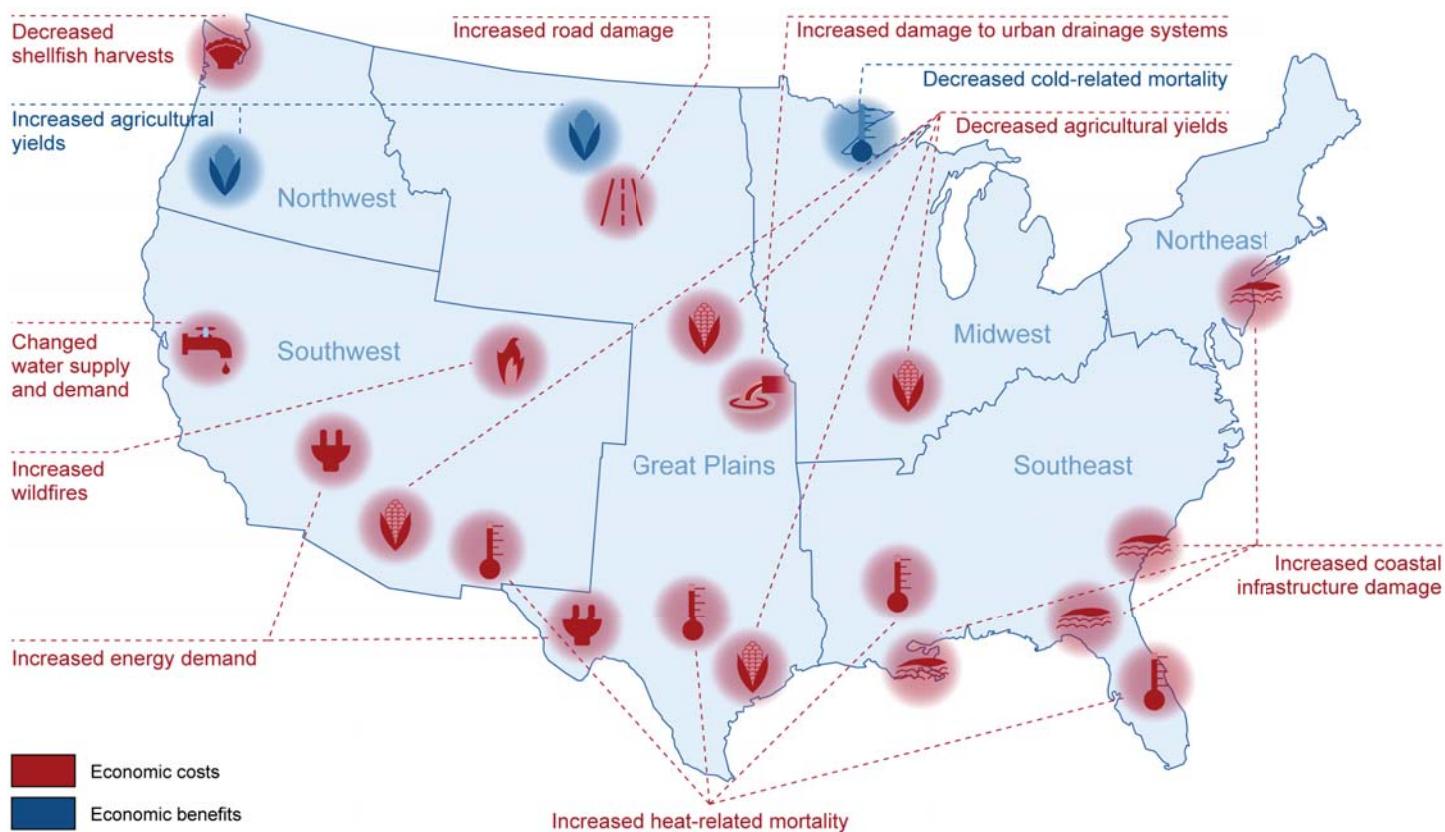 Decreased
shellfish harvests
Increased road damage
Increased damage to urban drainage systems
Decreased cold-related mortality
Increased agricultural
yields
Decreased agricultural yields
Northwest
Northeast
Changed
water supply
and demand
Southwest
Midwest
Increased
wildfires
Great Plains
Southeast
Increased coastal
infrastructure damage
Increased energy demand
Economic costs
Economic benefits
Increased heat-related mortality